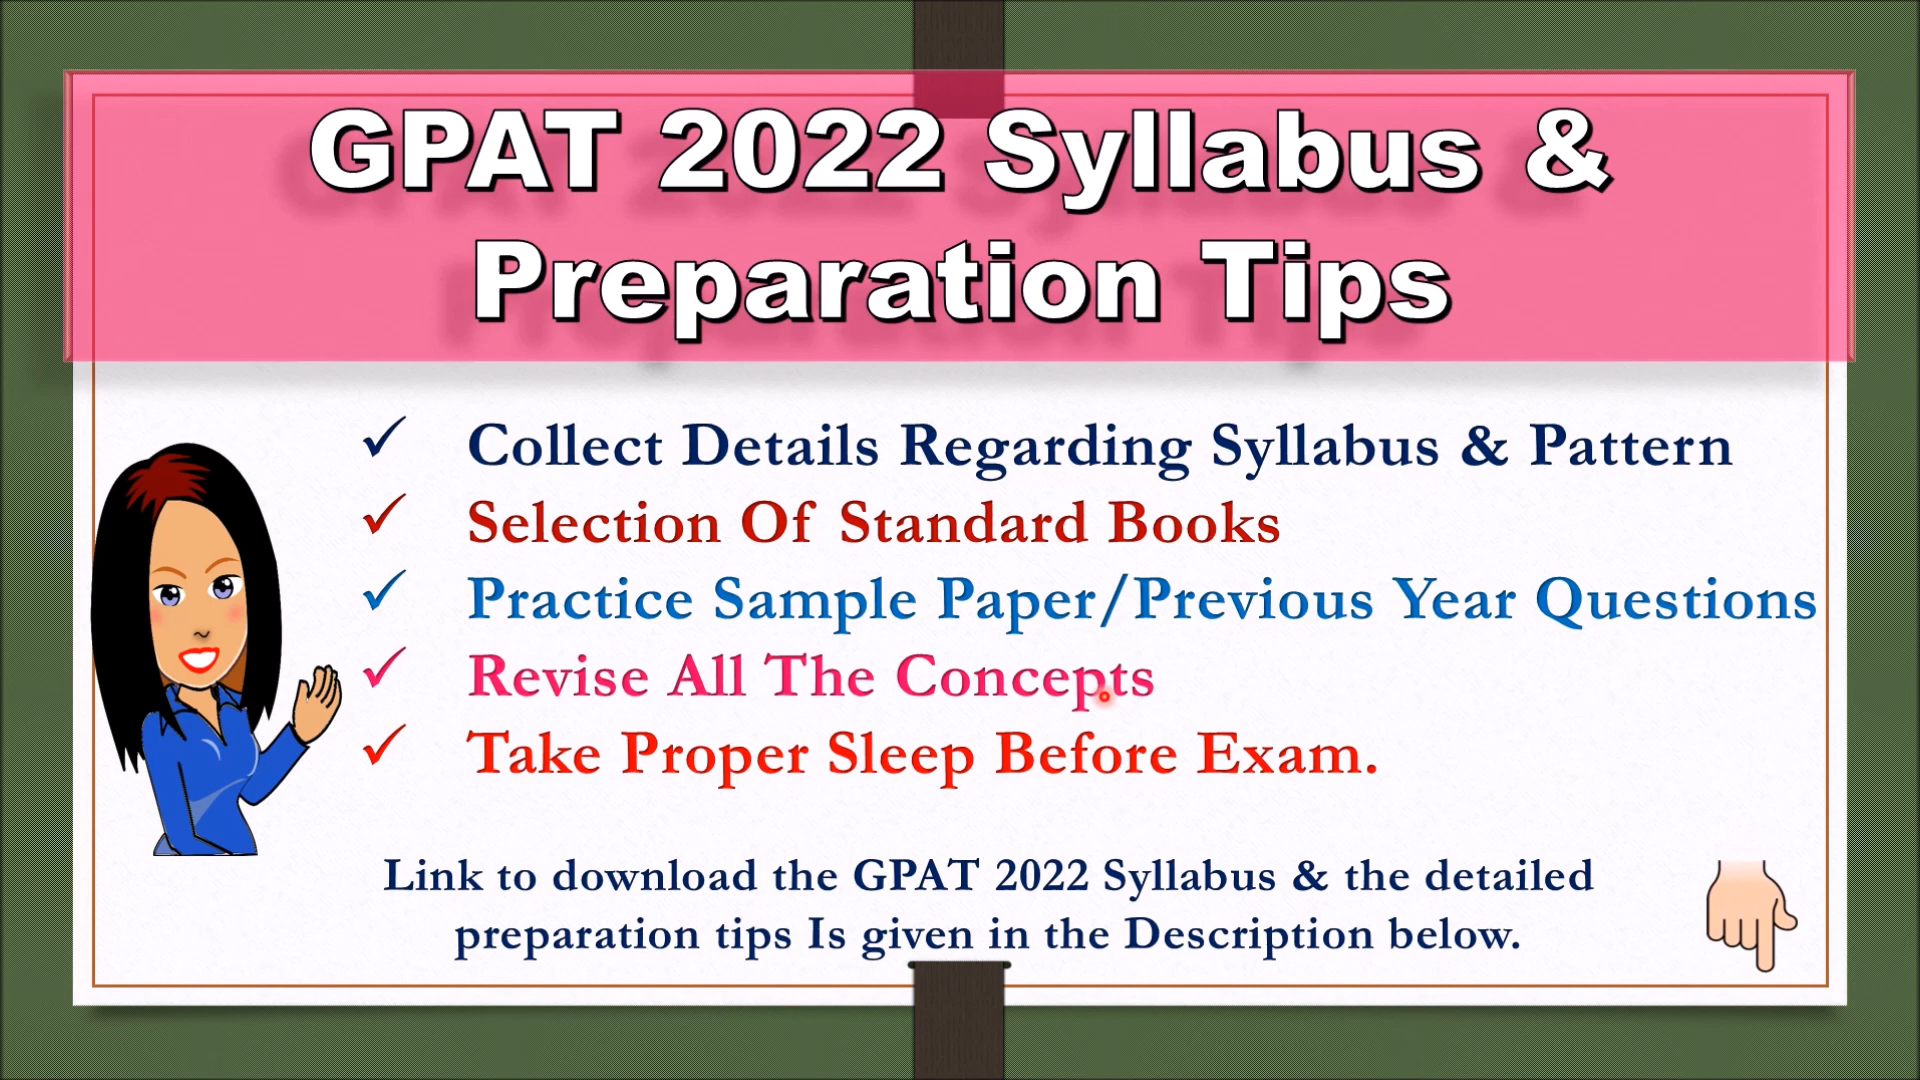 GPAT 2022 Syllabus &
Preparation Tips
✓ Collect Details Regarding Syllabus & Pattern
✓ Selection Of Standard Books
✓ Practice Sample Paper/Previous Year Questions
✓ Revise All The Concepts
✓ Take Proper Sleep Before Exam.
Link to download the GPAT 2022 Syllabus & the detailed
preparation tips Is given in the Description below.